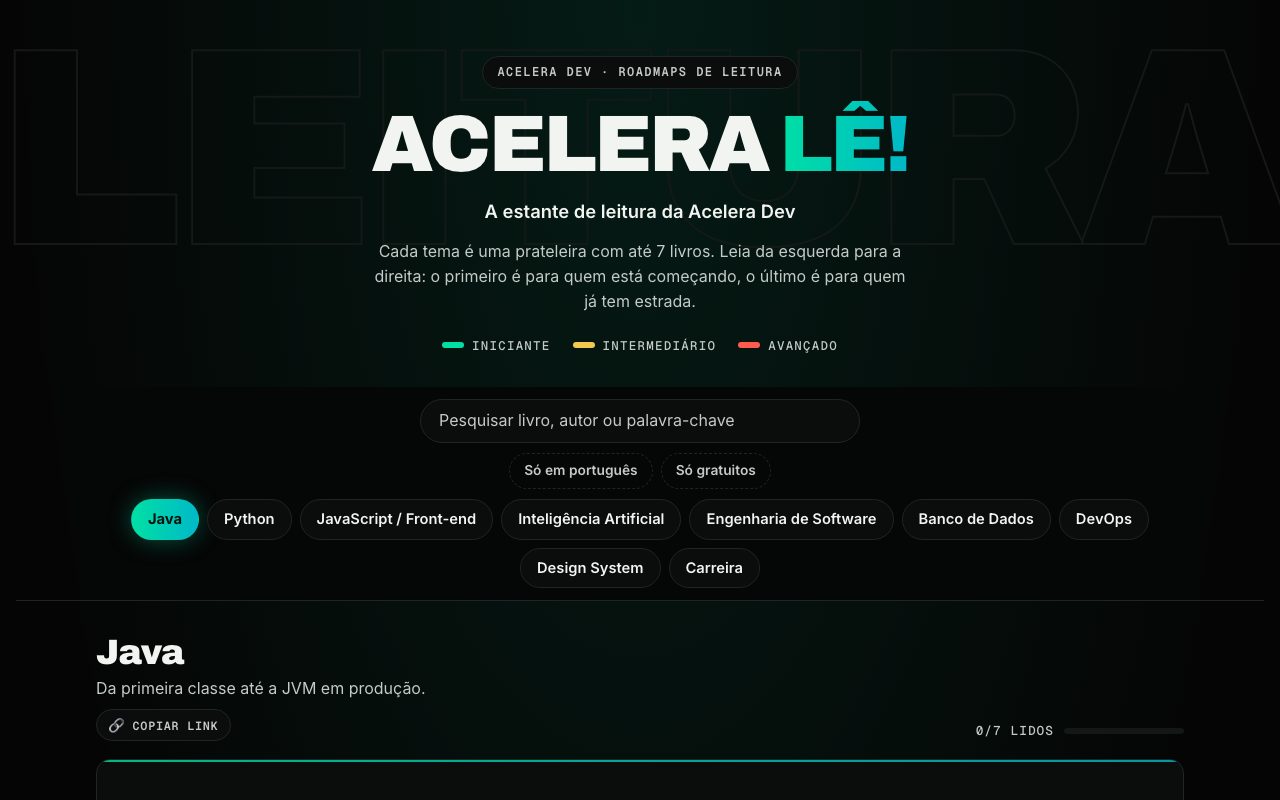 LEITURA
ACELERA DEV · ROADMAPS DE LEITURA
ACELERA LÊ!
A estante de leitura da Acelera Dev
Cada tema é uma prateleira com até 7 livros. Leia da esquerda para a
direita: o primeiro é para quem está começando, o último é para quem
já tem estrada.
INICIANTE INTERMEDIÁRIO AVANÇADO
Pesquisar livro, autor ou palavra-chave
Só em português Só gratuitos
Java Python JavaScript / Front-end Inteligência Artificial Engenharia de Software Banco de Dados DevOps
Design System Carreira
Java
Da primeira classe até a JVM em produção.
COPIAR LINK
0/7 LIDOS